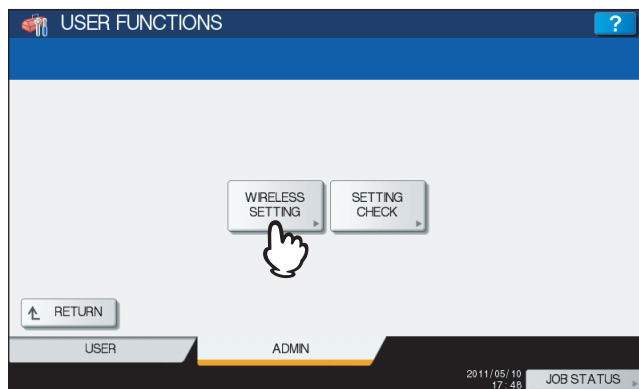 USER FUNCTIONS
?
WIRELESS
SETTING
SETTING
CHECK
RETURN
USER
ADMIN
2011/05/10
17:48
JOB STATUS